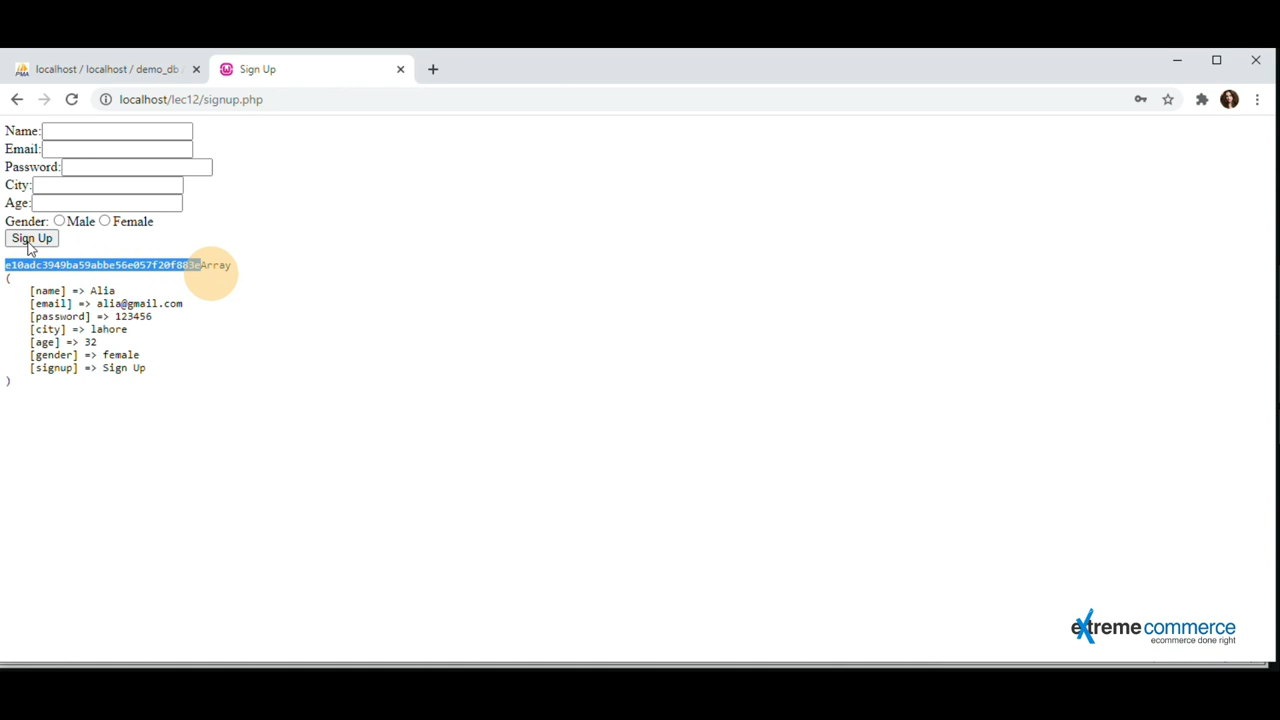 localhost / localhost / demo_db
Sign Up
localhost/lec12/signup.php
Name:
Email:
Password:
City:
Age:
Gender: Male Female
Sign Up
e10adc3949ba59abbe56e057f20f883eArray
(
[name] => Alia
[email] => alia@gmail.com
[password] => 123456
[city] => lahore
[age] => 32
[gender] => female
[signup] => Sign Up
)
extreme commerce
ecommerce done right